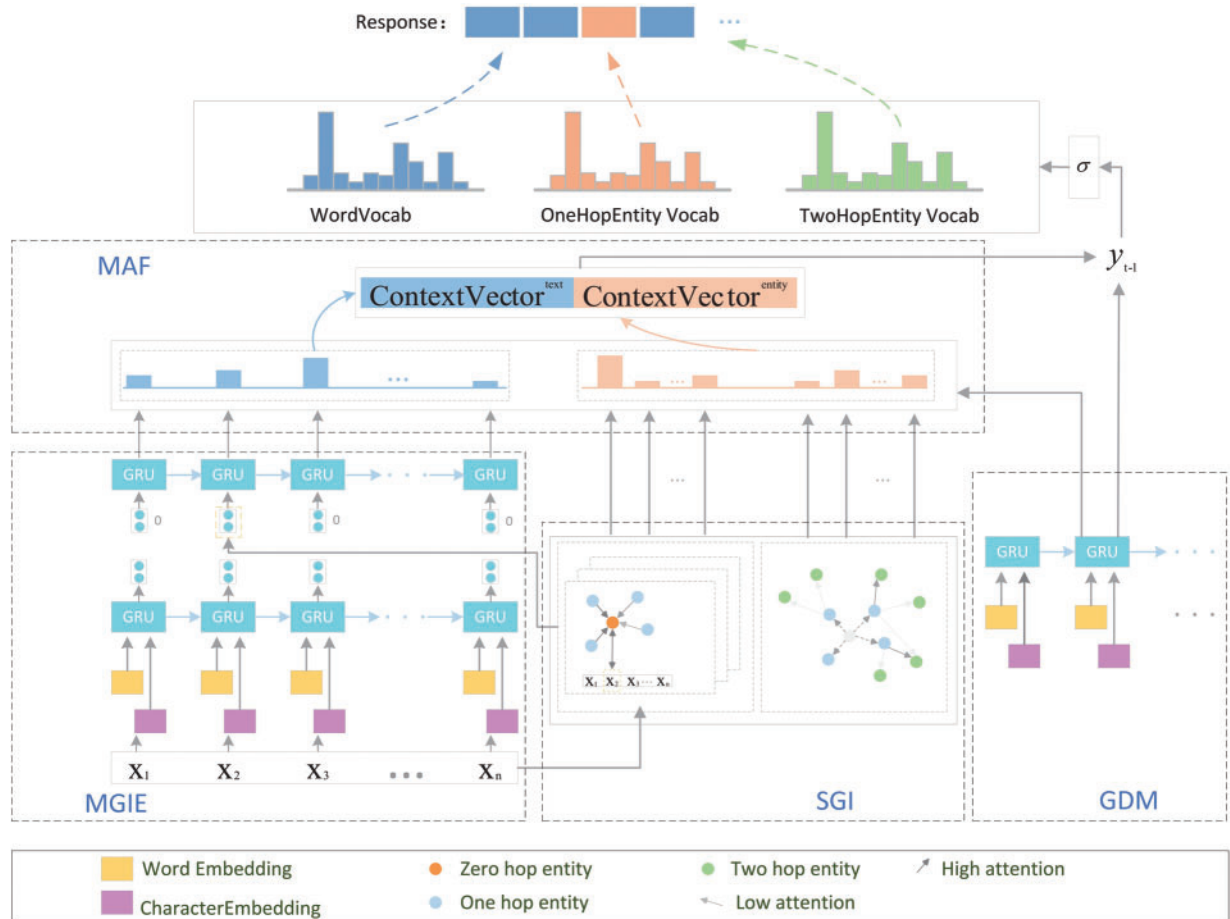 Response：
...
WordVocab OneHopEntity Vocab TwoHopEntity Vocab
σ
MAF
ContextVector^text ContextVector^entity
y_t-1
...
... ...
GRU GRU GRU GRU
... ...
0 0 0
GRU GRU
GRU GRU GRU GRU
X1 X2 X3... Xn
X1 X2 X3 ... Xn
MGIE SGI GDM
Word Embedding Zero hop entity Two hop entity High attention
CharacterEmbedding One hop entity Low attention